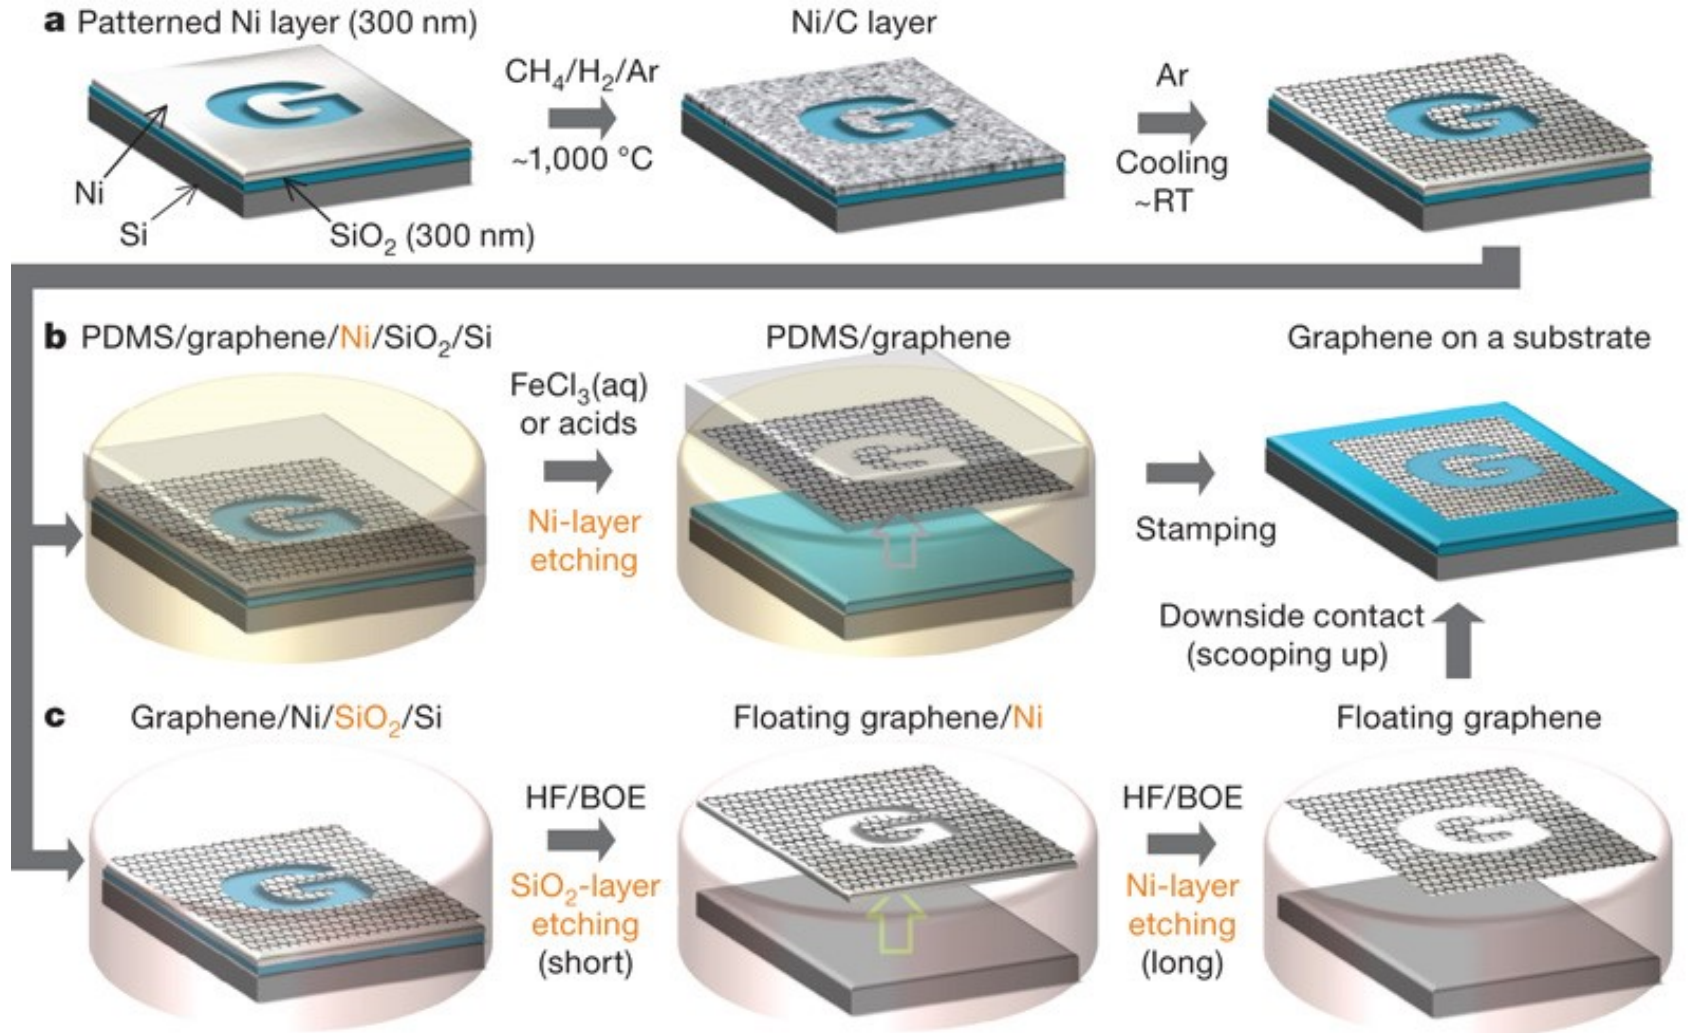 a Patterned Ni layer (300 nm)
Ni/C layer
CH₄/H₂/Ar
~1,000 °C
Ar
Cooling
~RT
Ni
Si
SiO₂ (300 nm)
G
G
G
b PDMS/graphene/Ni/SiO₂/Si
PDMS/graphene
Graphene on a substrate
FeCl₃(aq)
or acids
Ni-layer
etching
Stamping
G
G
G
Downside contact
(scooping up)
c Graphene/Ni/SiO₂/Si
Floating graphene/Ni
Floating graphene
HF/BOE
SiO₂-layer
etching
(short)
HF/BOE
Ni-layer
etching
(long)
G
G
G